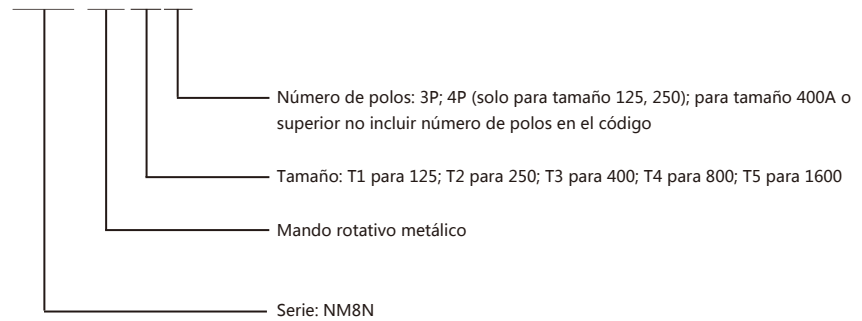 Número de polos: 3P; 4P (solo para tamaño 125, 250); para tamaño 400A o
superior no incluir número de polos en el código
Tamaño: T1 para 125; T2 para 250; T3 para 400; T4 para 800; T5 para 1600
Mando rotativo metálico
Serie: NM8N